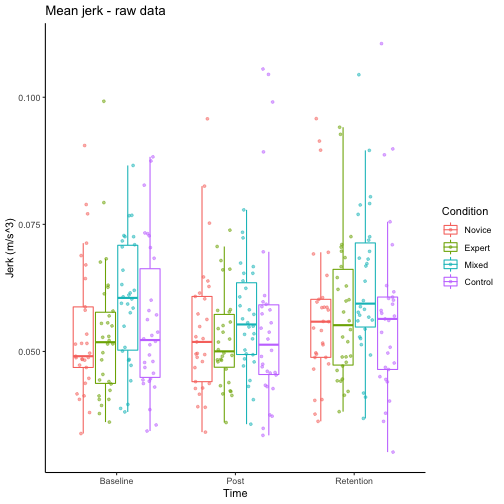 Mean jerk - raw data
Jerk (m/s^3)
0.100
0.075
0.050
Baseline
Post
Retention
Time
Condition
Novice
Expert
Mixed
Control